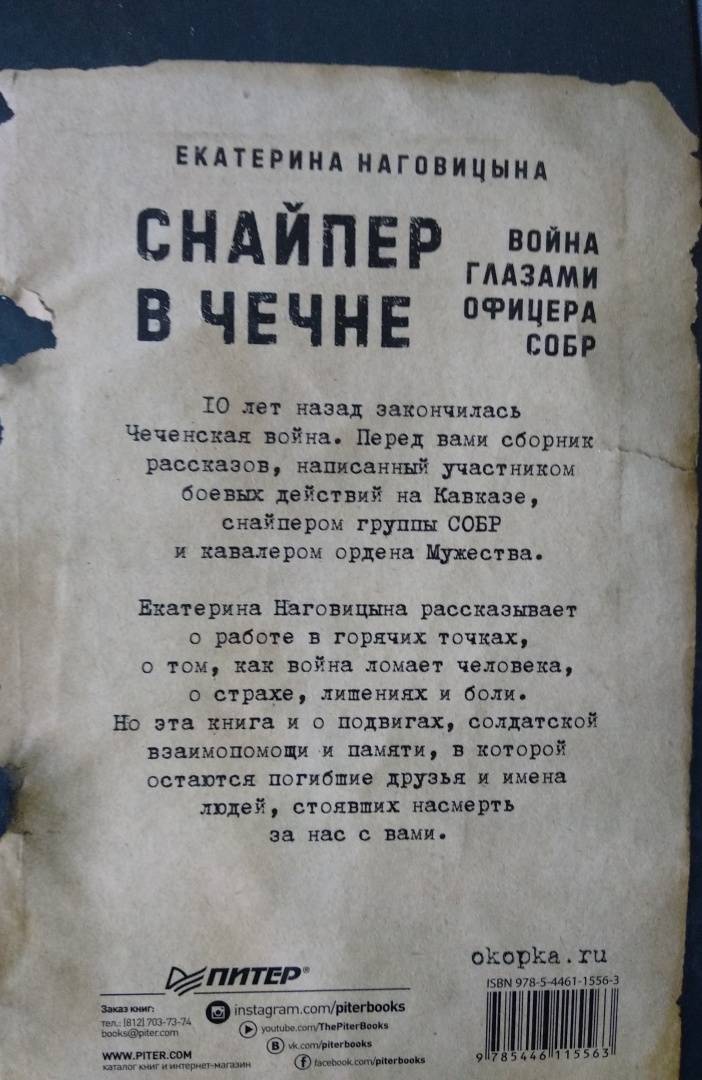 ЕКАТЕРИНА НАГОВИЦЫНА
СНАЙПЕР
В ЧЕЧНЕ
ВОЙНА
ГЛАЗАМИ
ОФИЦЕРА
СОБР
10 лет назад закончилась
Чеченская война. Перед вами сборник
рассказов, написанный участником
боевых действий на Кавказе,
снайпером группы СОБР
и кавалером ордена Мужества.
Екатерина Наговицына рассказывает
о работе в горячих точках,
о том, как война ломает человека,
о страхе, лишениях и боли.
Но эта книга и о подвигах, солдатской
взаимопомощи и памяти, в которой
остаются погибшие друзья и имена
людей, стоявших насмерть
за нас с вами.
ПИТЕР®
Заказ книг:
тел.: (812) 703-73-74
books@piter.com
WWW.PITER.COM
каталог книг и интернет-магазин
instagram.com/piterbooks
youtube.com/ThePiterBooks
vk.com/piterbooks
facebook.com/piterbooks
okopka.ru
ISBN 978-5-4461-1556-3
9 785446 115563